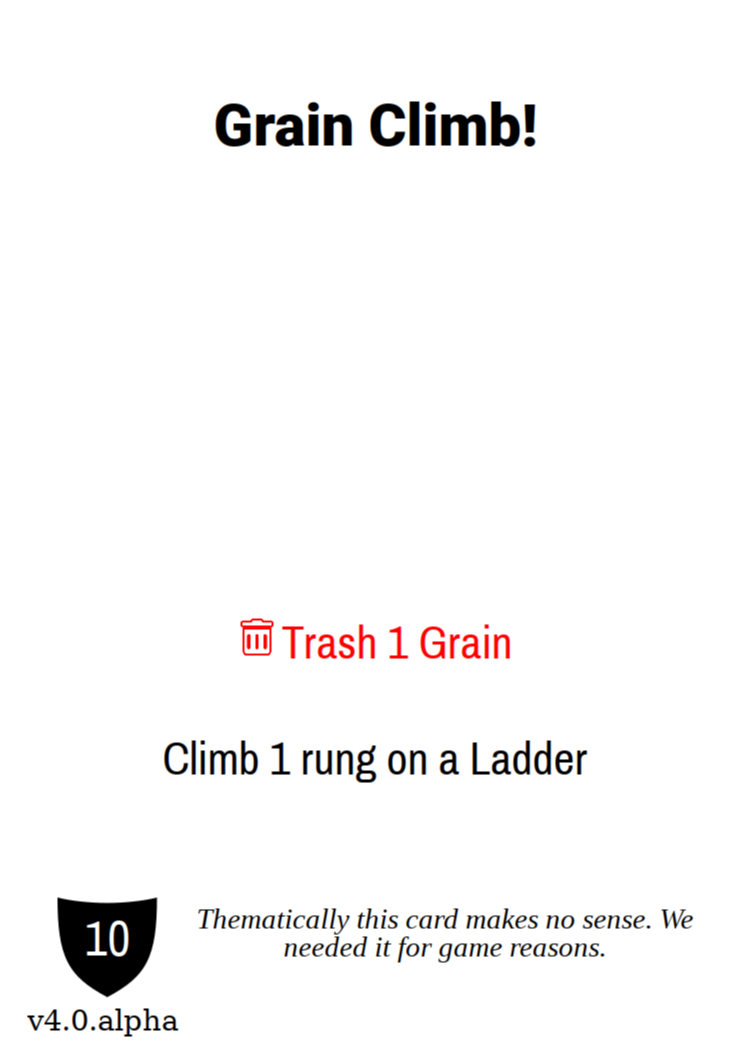 Grain Climb!
Trash 1 Grain
Climb 1 rung on a Ladder
10
Thematically this card makes no sense. We
needed it for game reasons.
v4.0.alpha